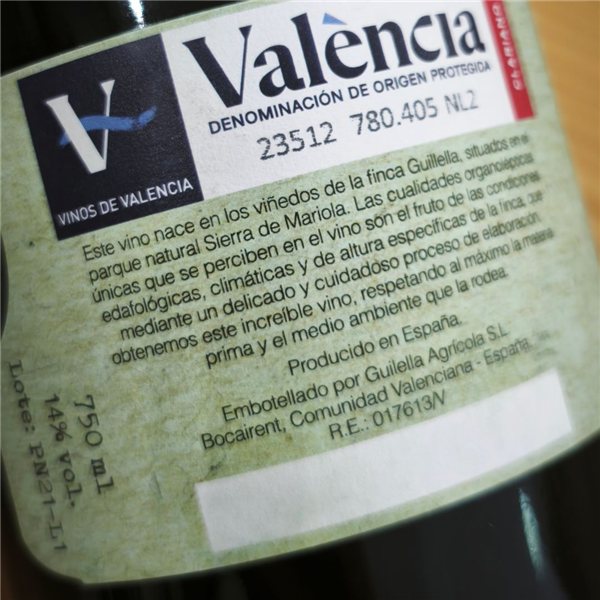 València
DENOMINACIÓN DE ORIGEN PROTEGIDA
CLARIANO
23512 780.405 NL2
V
VINOS DE VALENCIA
Este vino nace en los viñedos de la finca Guillella, situados en el
parque natural Sierra de Mariola. Las cualidades organolépticas
únicas que se perciben en el vino son el fruto de las condiciones
edafológicas, climáticas y de altura específicas de la finca, que
mediante un delicado y cuidadoso proceso de elaboración
obtenemos este increíble vino, respetando al máximo la materia
prima y el medio ambiente que la rodea.
Producido en España.
Embotellado por Guilella Agrícola S.L
Bocairent, Comunidad Valenciana - España
R.E.: 017613/V
750 ml
14% vol.
Lote: PN21-L1